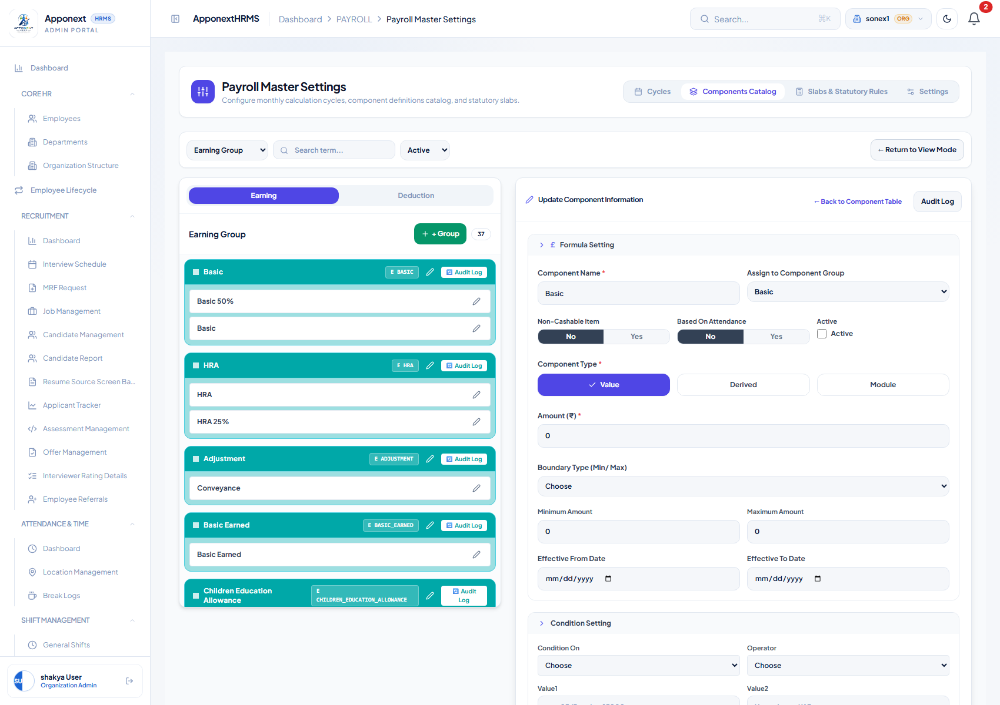 Apponext HRMS
ADMIN PORTAL
ApponextHRMS
Dashboard > PAYROLL > Payroll Master Settings
Search...
⌘K
sonex1 ORG
2
Dashboard
CORE HR
Employees
Departments
Organization Structure
Employee Lifecycle
RECRUITMENT
Dashboard
Interview Schedule
MRF Request
Job Management
Candidate Management
Candidate Report
Resume Source Screen Ba...
Applicant Tracker
Assessment Management
Offer Management
Interviewer Rating Details
Employee Referrals
ATTENDANCE & TIME
Dashboard
Location Management
Break Logs
SHIFT MANAGEMENT
General Shifts
SU
shakya User
Organization Admin
Payroll Master Settings
Configure monthly calculation cycles, component definitions catalog, and statutory slabs.
Cycles
Components Catalog
Slabs & Statutory Rules
Settings
Earning Group
Search term...
Active
← Return to View Mode
Earning
Deduction
Earning Group
+ + Group
37
Basic
E BASIC
Audit Log
Basic 50%
Basic
HRA
E HRA
Audit Log
HRA
HRA 25%
Adjustment
E ADJUSTMENT
Audit Log
Conveyance
Basic Earned
E BASIC_EARNED
Audit Log
Basic Earned
Children Education
Allowance
E
CHILDREN_EDUCATION_ALLOWANCE
Audit
Log
Update Component Information
← Back to Component Table
Audit Log
£ Formula Setting
Component Name *
Assign to Component Group
Basic
Basic
Non-Cashable Item
Based On Attendance
Active
No
Yes
No
Yes
Active
Component Type *
Value
Derived
Module
Amount (₹) *
0
Boundary Type (Min/ Max)
Choose
Minimum Amount
Maximum Amount
0
0
Effective From Date
Effective To Date
mm/dd/yyyy
mm/dd/yyyy
Condition Setting
Condition On
Operator
Choose
Choose
Value1
Value2